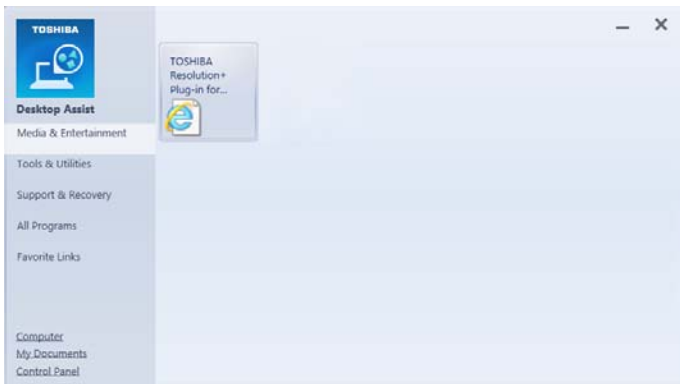 TOSHIBA
Desktop Assist
Media & Entertainment
Tools & Utilities
Support & Recovery
All Programs
Favorite Links
Computer
My Documents
Control Panel
TOSHIBA
Resolution+
Plug-in for...